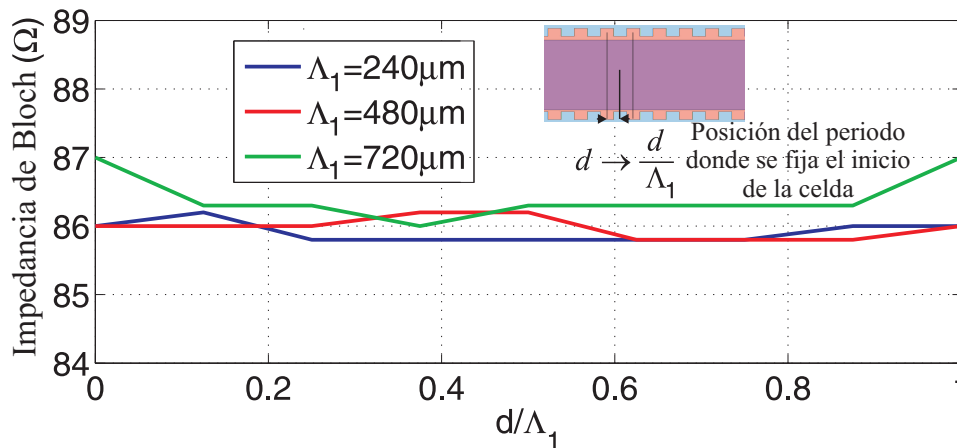 Impedancia de Bloch (Ω)
89
88
87
86
85
84
Λ₁=240μm
Λ₁=480μm
Λ₁=720μm
d → d/Λ₁
Posición del periodo
donde se fija el inicio
de la celda
0
0.2
0.4
0.6
0.8
1
d/Λ₁